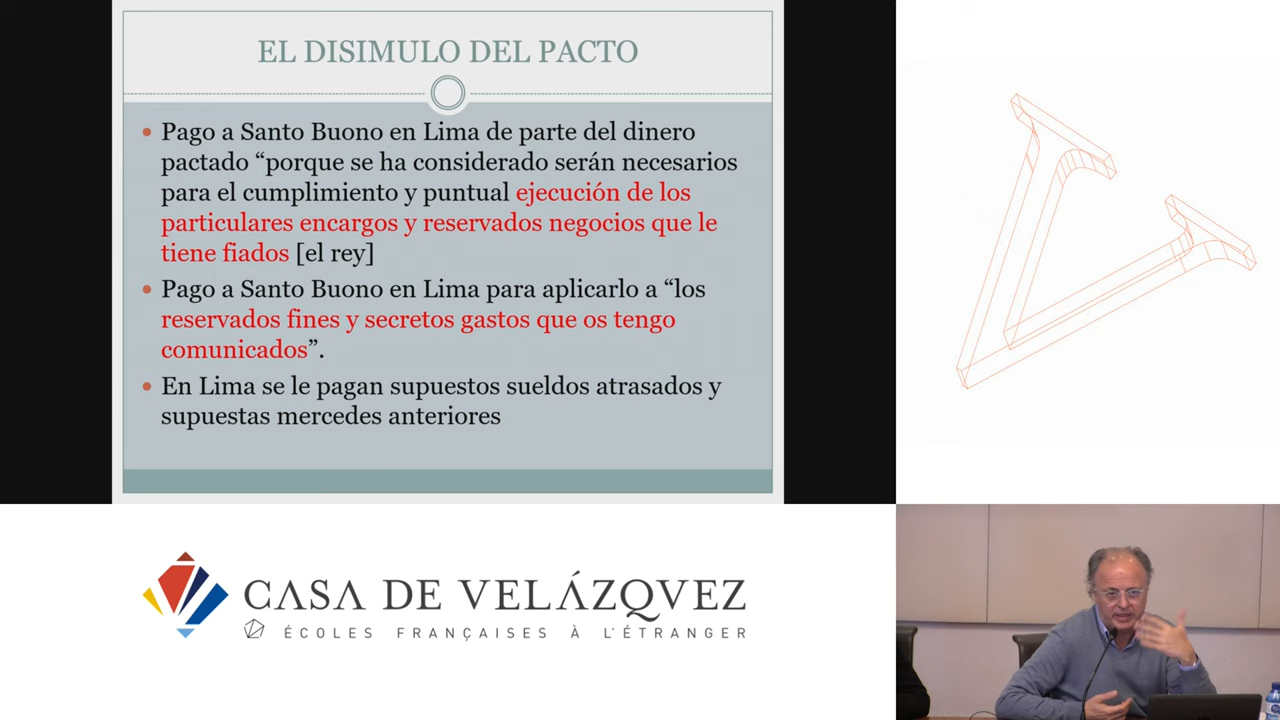 EL DISIMULO DEL PACTO
• Pago a Santo Buono en Lima de parte del dinero
pactado “porque se ha considerado serán necesarios
para el cumplimiento y puntual ejecución de los
particulares encargos y reservados negocios que le
tiene fiados [el rey]
• Pago a Santo Buono en Lima para aplicarlo a “los
reservados fines y secretos gastos que os tengo
comunicados”.
• En Lima se le pagan supuestos sueldos atrasados y
supuestas mercedes anteriores
CASA DE VELÁZQVEZ
ÉCOLES FRANÇAISES À L'ÉTRANGER